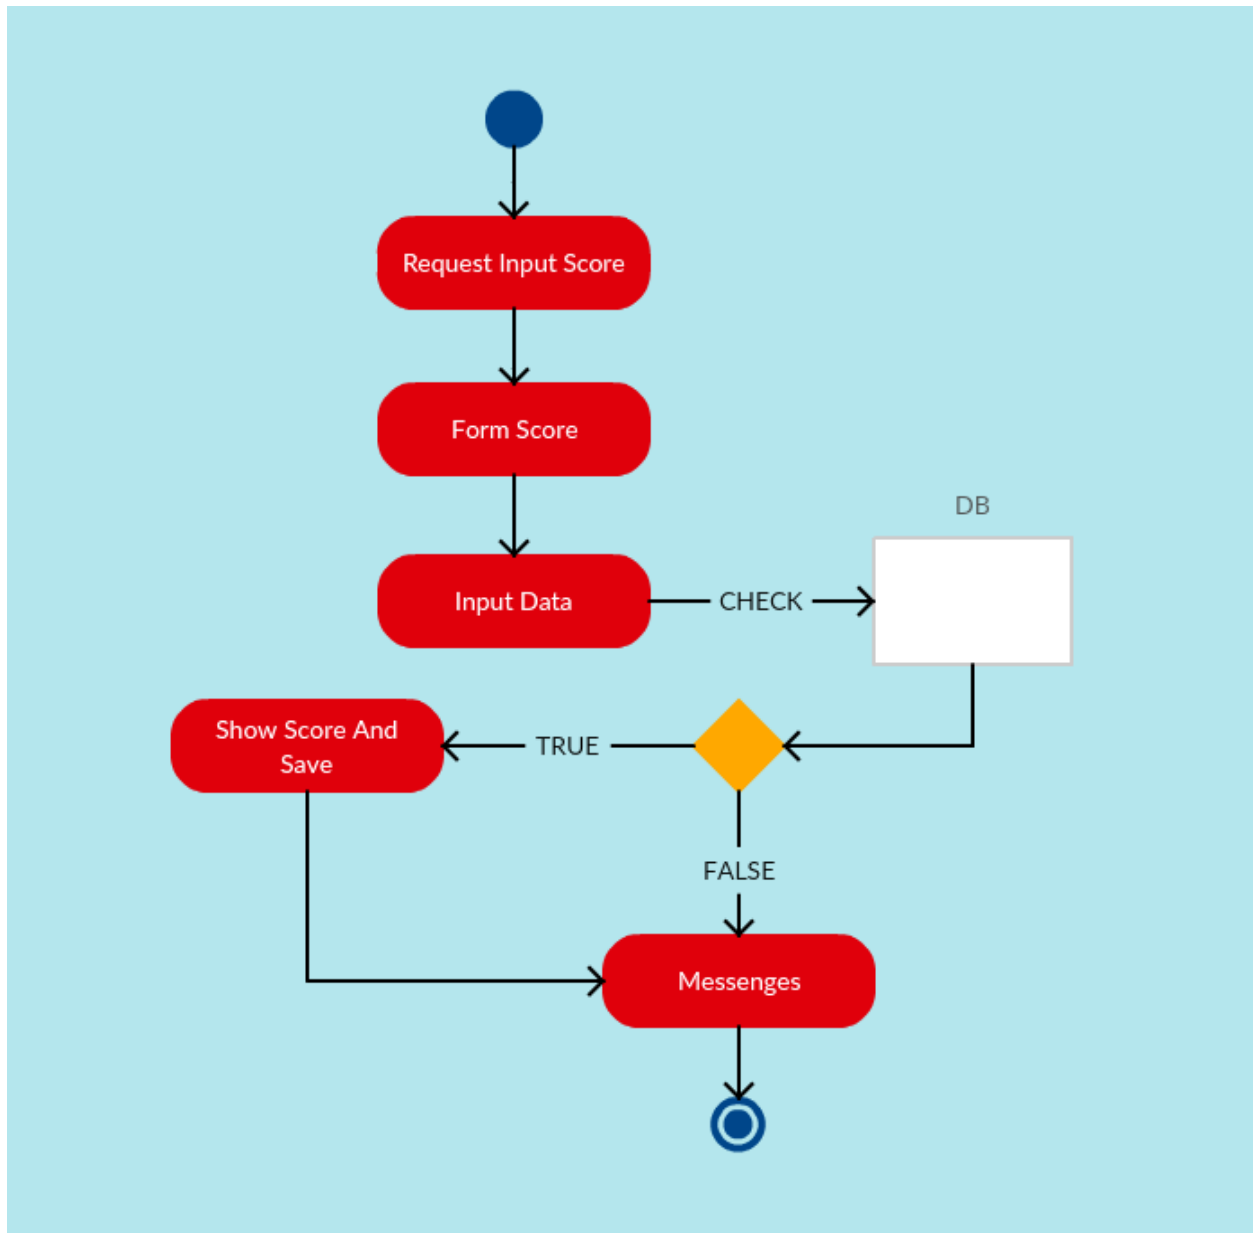 Request Input Score
Form Score
DB
Input Data
CHECK
Show Score And
Save
TRUE
FALSE
Messenges